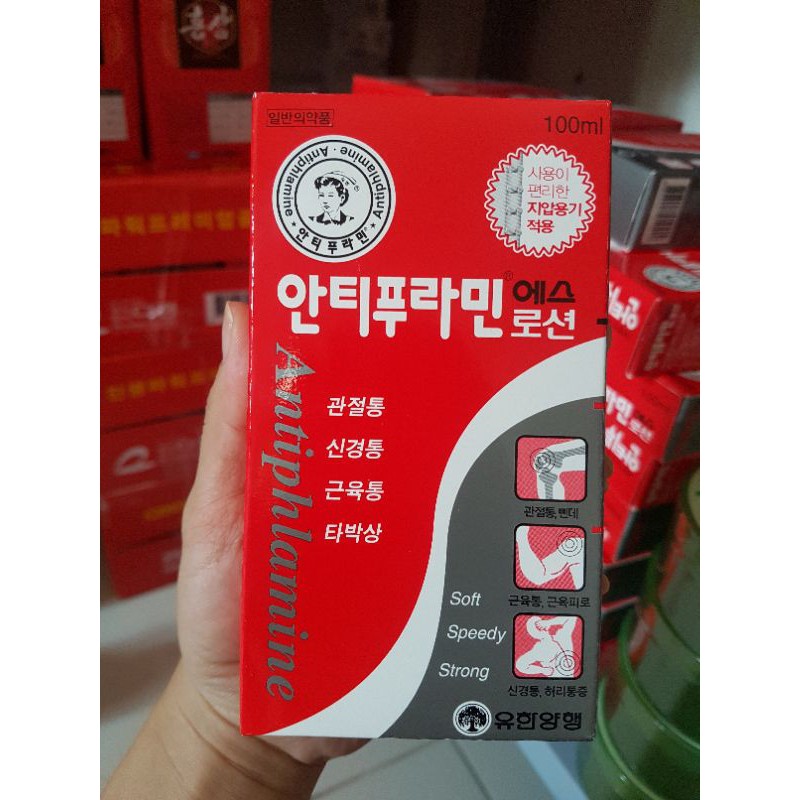 홍삼
일반의약품
100ml
Antiphlamine · Antiphlamine
안티푸라민
사용이
편리한
지압용기
적용
안티푸라민® 에스
로션
Antiphlamine
관절통
신경통
근육통
타박상
관절통, 삔데
Soft
근육통, 근육피로
Speedy
Strong
신경통, 허리통증
유한양행